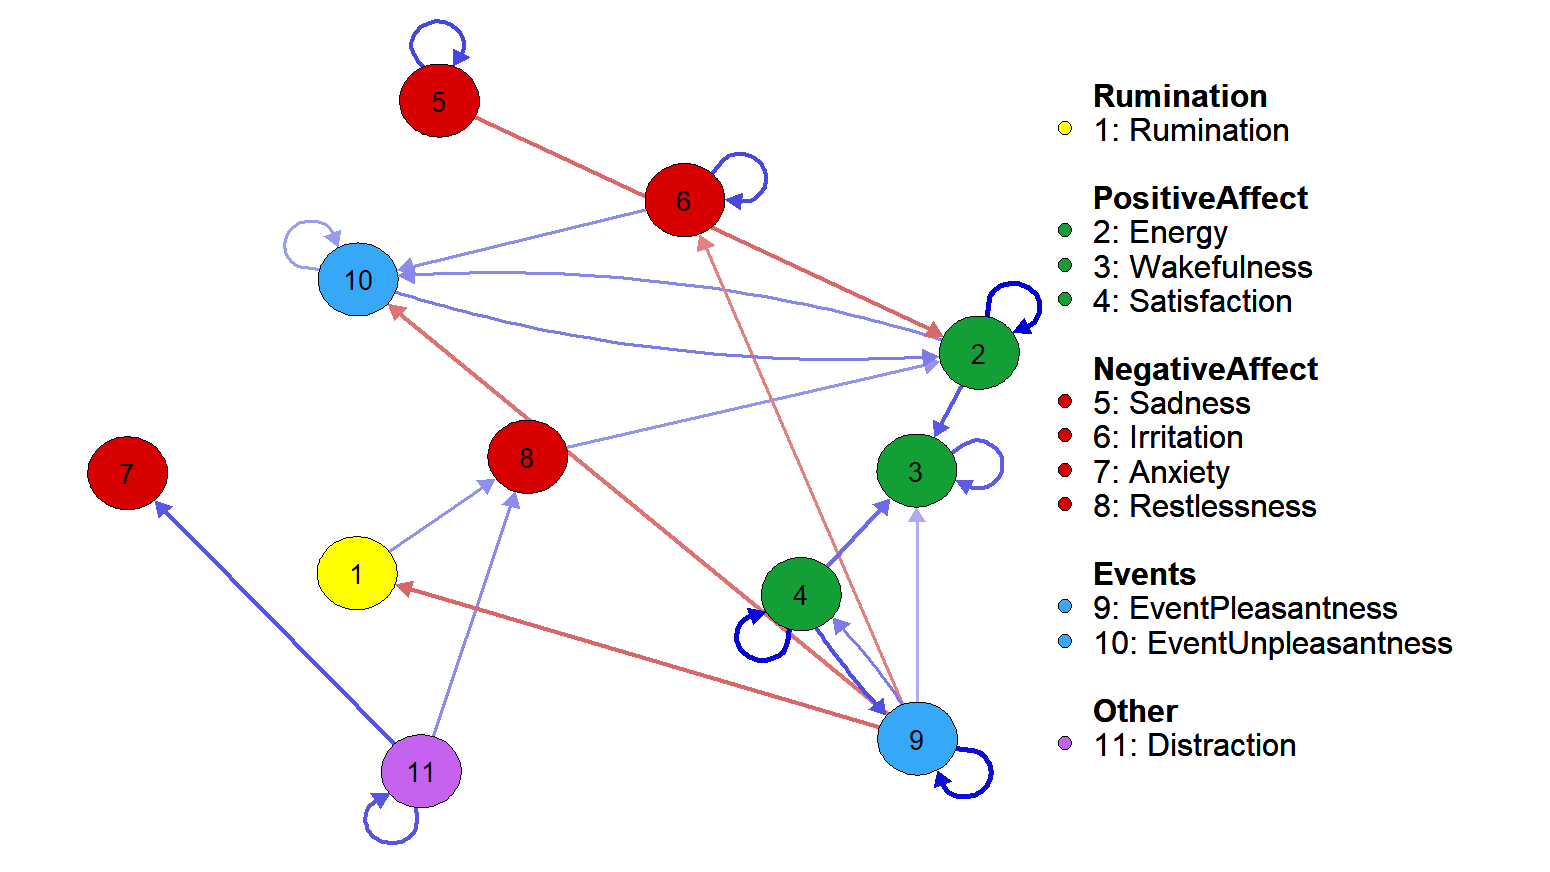 5
6
10
2
8
3
7
1
4
9
11
Rumination
1: Rumination
PositiveAffect
2: Energy
3: Wakefulness
4: Satisfaction
NegativeAffect
5: Sadness
6: Irritation
7: Anxiety
8: Restlessness
Events
9: EventPleasantness
10: EventUnpleasantness
Other
11: Distraction